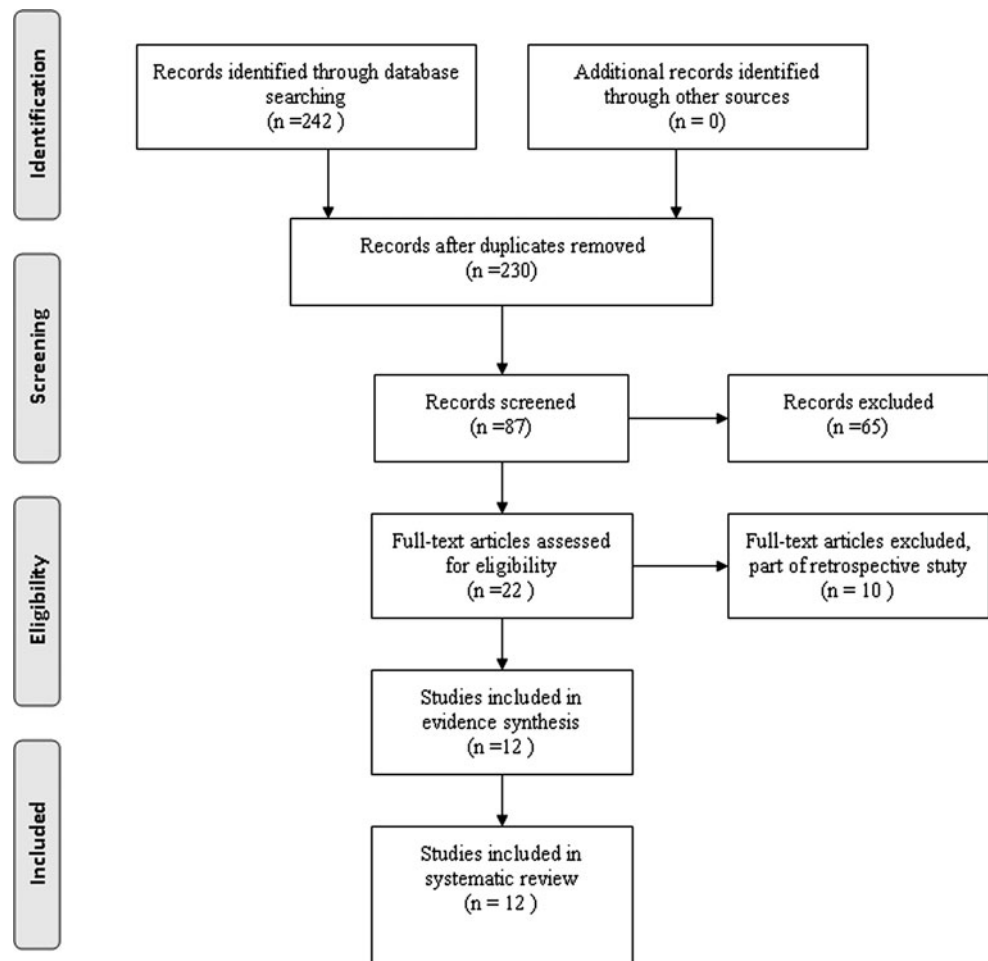 Identification
Records identified through database
searching
(n =242 )
Additional records identified
through other sources
(n = 0)
Records after duplicates removed
(n =230)
Screening
Records screened
(n =87)
Records excluded
(n =65)
Eligibility
Full-text articles assessed
for eligibility
(n =22 )
Full-text articles excluded,
part of retrospective stuty
(n = 10 )
Studies included in
evidence synthesis
(n =12 )
Included
Studies included in
systematic review
(n = 12 )